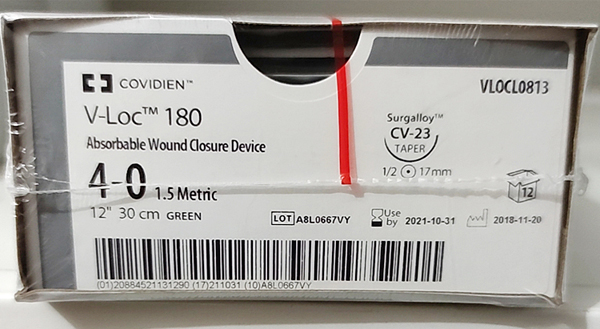 COVIDIEN™
VLOCL0813
V-Loc™ 180
Absorbable Wound Closure Device
Surgalloy™
CV-23
TAPER
4-0 1.5 Metric
1/2 17mm
12
12" 30 cm GREEN
LOT A8L0667VY
Use by 2021-10-31
2018-11-20
(01)20884521131290 (17)211031 (10)A8L0667VY